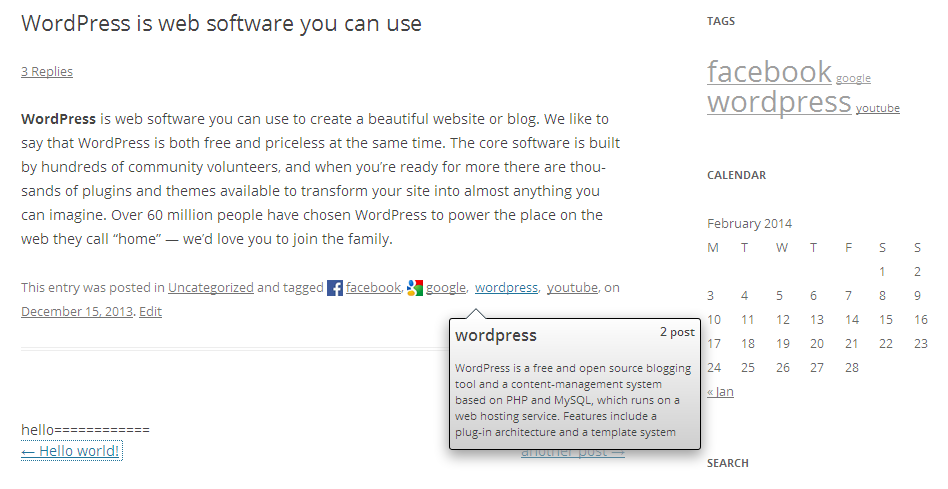 WordPress is web software you can use
3 Replies
WordPress is web software you can use to create a beautiful website or blog. We like to
say that WordPress is both free and priceless at the same time. The core software is built
by hundreds of community volunteers, and when you’re ready for more there are thou-
sands of plugins and themes available to transform your site into almost anything you
can imagine. Over 60 million people have chosen WordPress to power the place on the
web they call “home” — we’d love you to join the family.
This entry was posted in Uncategorized and tagged facebook, google, wordpress, youtube, on
December 15, 2013. Edit
wordpress 2 post
WordPress is a free and open source blogging
tool and a content-management system
based on PHP and MySQL, which runs on a
web hosting service. Features include a
plug-in architecture and a template system
hello============
← Hello world!
another post →
TAGS
facebook google
wordpress youtube
CALENDAR
February 2014
M T W T F S S
1 2
3 4 5 6 7 8 9
10 11 12 13 14 15 16
17 18 19 20 21 22 23
24 25 26 27 28
« Jan
SEARCH